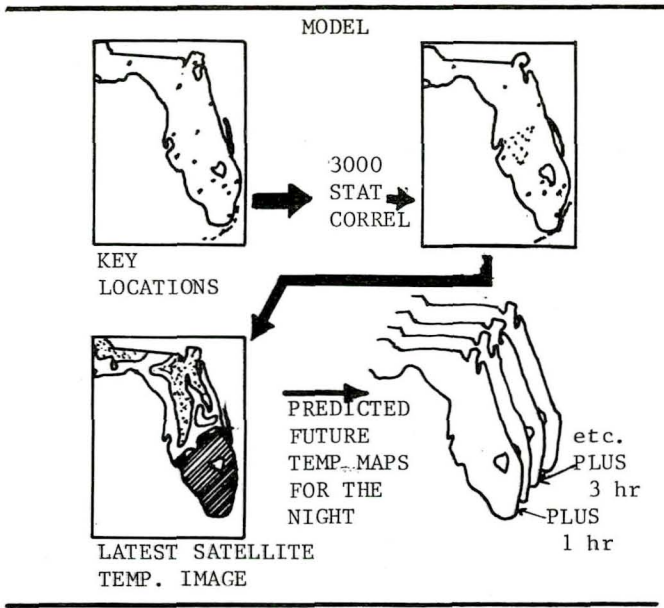 MODEL
3000
STAT
CORREL
KEY
LOCATIONS
PREDICTED
FUTURE
TEMP. MAPS
FOR THE
NIGHT
etc.
PLUS
3 hr
PLUS
1 hr
LATEST SATELLITE
TEMP. IMAGE